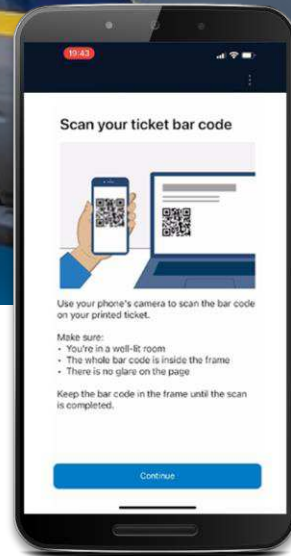 19:43
Scan your ticket bar code
Use your phone's camera to scan the bar code
on your printed ticket.
Make sure:
• You're in a well-lit room
• The whole bar code is inside the frame
• There is no glare on the page
Keep the bar code in the frame until the scan
is completed.
Continue